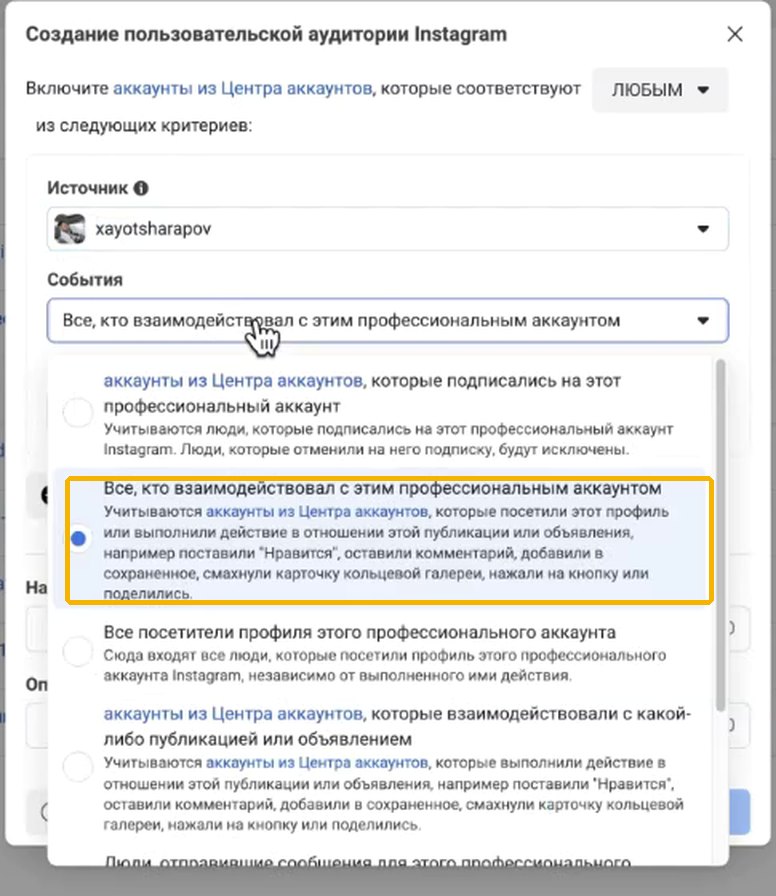 Создание пользовательской аудитории Instagram
Включите аккаунты из Центра аккаунтов, которые соответствуют ЛЮБЫМ
из следующих критериев:
Источник
xayotsharapov
События
Все, кто взаимодействовал с этим профессиональным аккаунтом
аккаунты из Центра аккаунтов, которые подписались на этот
профессиональный аккаунт
Учитываются люди, которые подписались на этот профессиональный аккаунт
Instagram. Люди, которые отменили на него подписку, будут исключены.
Все, кто взаимодействовал с этим профессиональным аккаунтом
Учитываются аккаунты из Центра аккаунтов, которые посетили этот профиль
или выполнили действие в отношении этой публикации или объявления,
например поставили "Нравится", оставили комментарий, добавили в
сохраненное, смахнули карточку кольцевой галереи, нажали на кнопку или
поделились.
На
Все посетители профиля этого профессионального аккаунта
Сюда входят все люди, которые посетили профиль этого профессионального
аккаунта Instagram, независимо от выполненного ими действия.
Оп
аккаунты из Центра аккаунтов, которые взаимодействовали с какой-
либо публикацией или объявлением
Учитываются аккаунты из Центра аккаунтов, которые выполнили действие в
отношении этой публикации или объявления, например поставили "Нравится",
оставили комментарий, добавили в сохраненное, смахнули карточку кольцевой
галереи, нажали на кнопку или поделились.
Люди, отправившие сообщения для этого профессионального